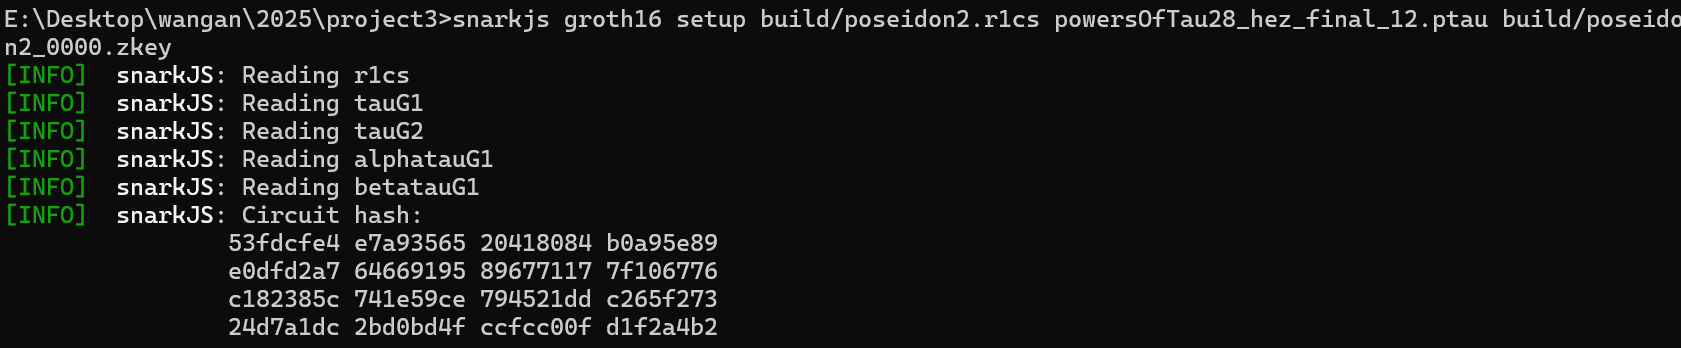 E:\Desktop\wangan\2025\project3>snarkjs groth16 setup build/poseidon2.r1cs powersOfTau28_hez_final_12.ptau build/poseido
n2_0000.zkey
[INFO]  snarkJS: Reading r1cs
[INFO]  snarkJS: Reading tauG1
[INFO]  snarkJS: Reading tauG2
[INFO]  snarkJS: Reading alphatauG1
[INFO]  snarkJS: Reading betatauG1
[INFO]  snarkJS: Circuit hash:
53fdcfe4 e7a93565 20418084 b0a95e89
e0dfd2a7 64669195 89677117 7f106776
c182385c 741e59ce 794521dd c265f273
24d7a1dc 2bd0bd4f ccfcc00f d1f2a4b2